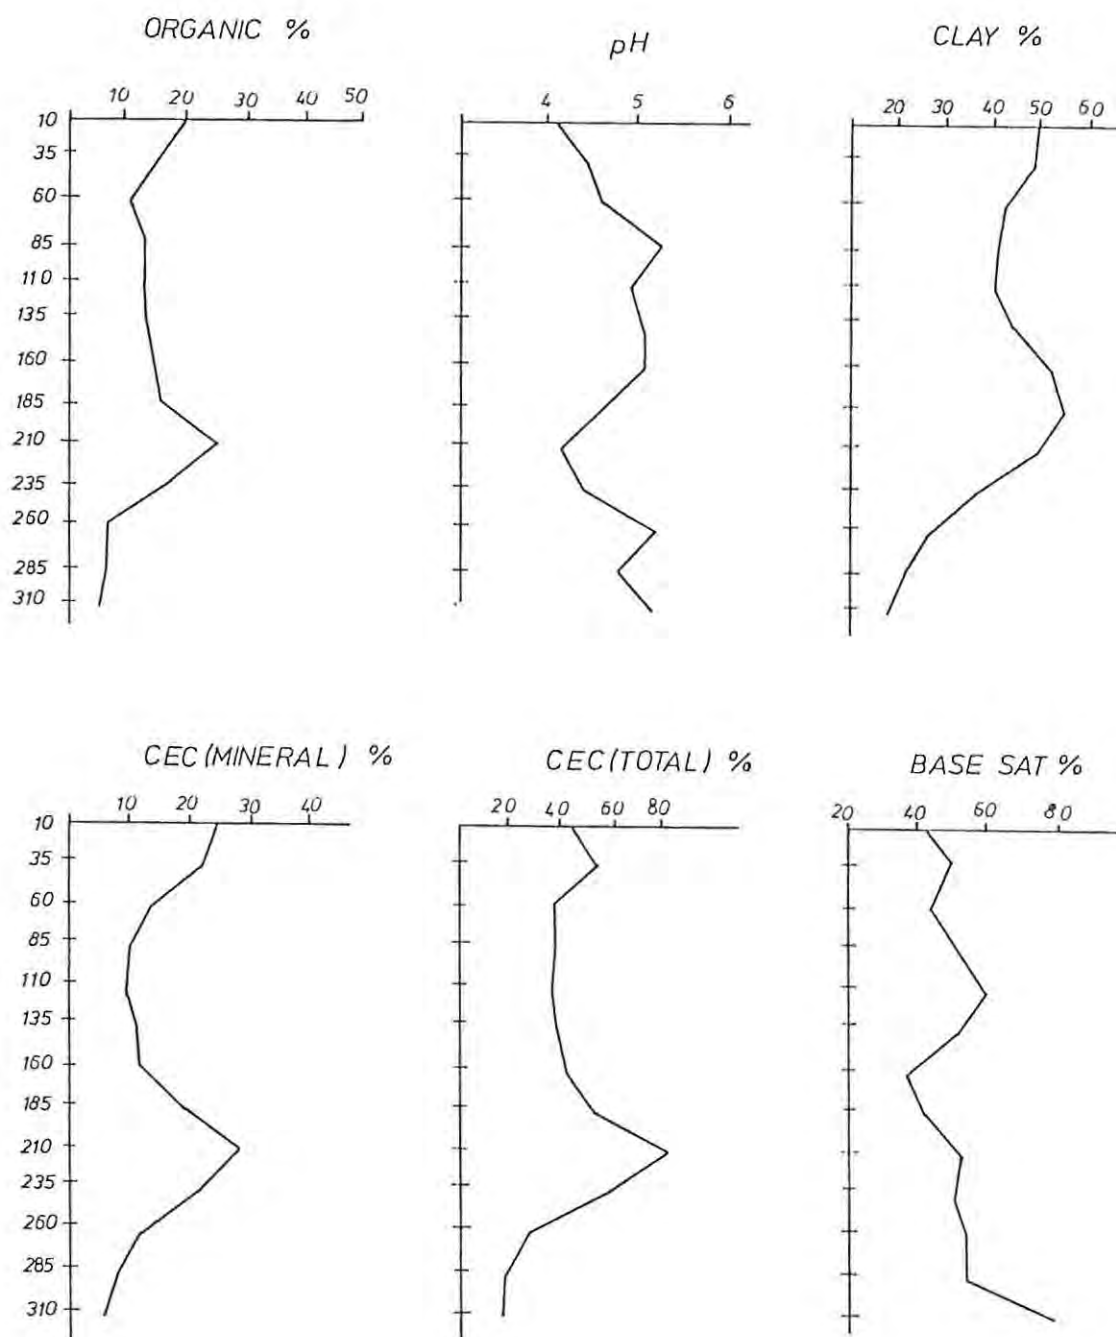 ORGANIC %
10 20 30 40 50
10
35
60
85
110
135
160
185
210
235
260
285
310
pH
4 5 6
CLAY %
20 30 40 50 60
CEC (MINERAL) %
10 20 30 40
10
35
60
85
110
135
160
185
210
235
260
285
310
CEC (TOTAL) %
20 40 60 80
BASE SAT %
20 40 60 80